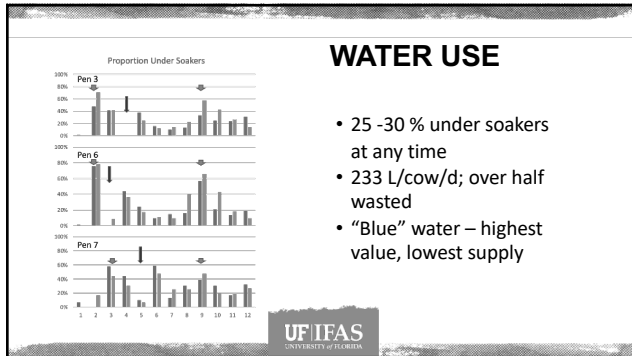 Proportion Under Soakers
100%
Pen 3
80%
60%
40%
20%
0%
100%
Pen 6
80%
60%
40%
20%
0%
100%
Pen 7
80%
60%
40%
20%
0%
1 2 3 4 5 6 7 8 9 10 11 12
WATER USE
• 25 -30 % under soakers
at any time
• 233 L/cow/d; over half
wasted
• “Blue” water – highest
value, lowest supply
UF IFAS
UNIVERSITY of FLORIDA